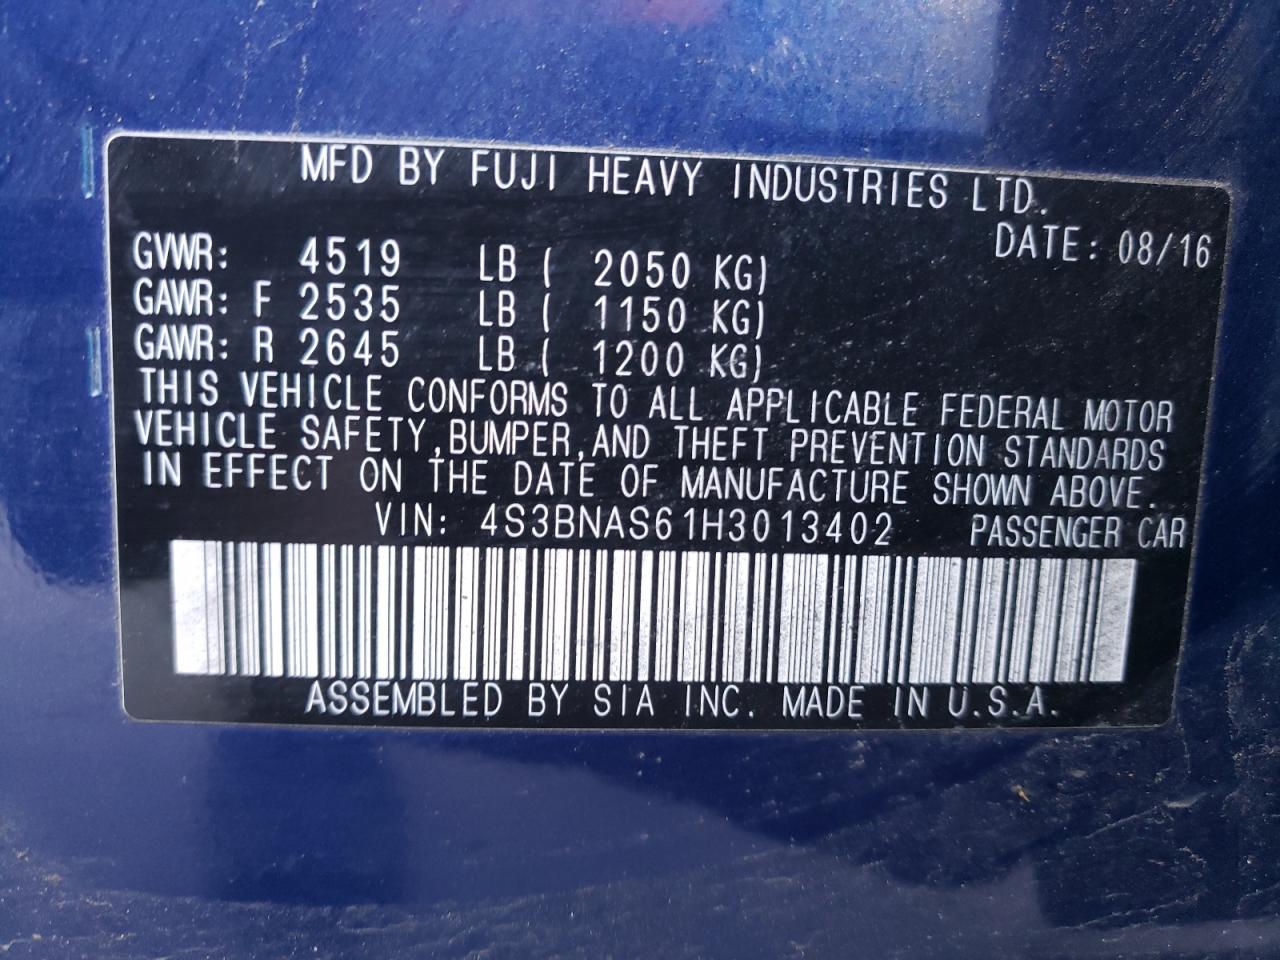 MFD BY FUJI HEAVY INDUSTRIES LTD.
DATE: 08/16
GVWR: 4519 LB ( 2050 KG)
GAWR: F 2535 LB ( 1150 KG)
GAWR: R 2645 LB ( 1200 KG)
THIS VEHICLE CONFORMS TO ALL APPLICABLE FEDERAL MOTOR
VEHICLE SAFETY,BUMPER,AND THEFT PREVENTION STANDARDS
IN EFFECT ON THE DATE OF MANUFACTURE SHOWN ABOVE.
VIN: 4S3BNAS61H3013402 PASSENGER CAR
ASSEMBLED BY SIA INC. MADE IN U.S.A.